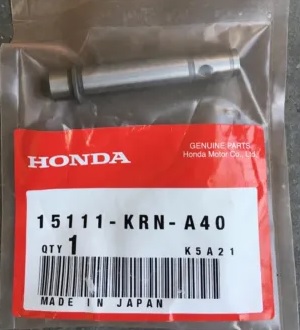 GENUINE PARTS
Honda Motor Co., Ltd.
HONDA
15111-KRN-A40
QTY 1
K5A21
MADE IN JAPAN